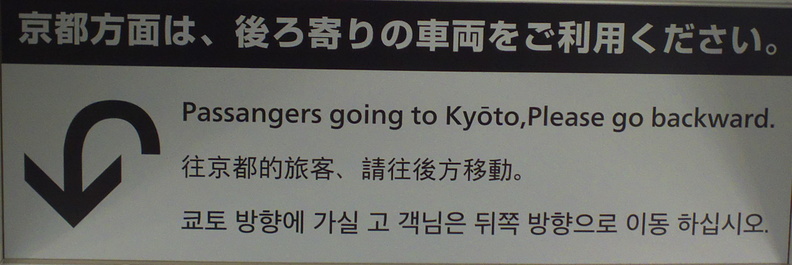 京都方面は、後ろ寄りの車両をご利用ください。
Passangers going to Kyōto,Please go backward.
往京都的旅客、請往後方移動。
쿄토 방향에 가실 고 객님은 뒤쪽 방향으로 이동 하십시오.